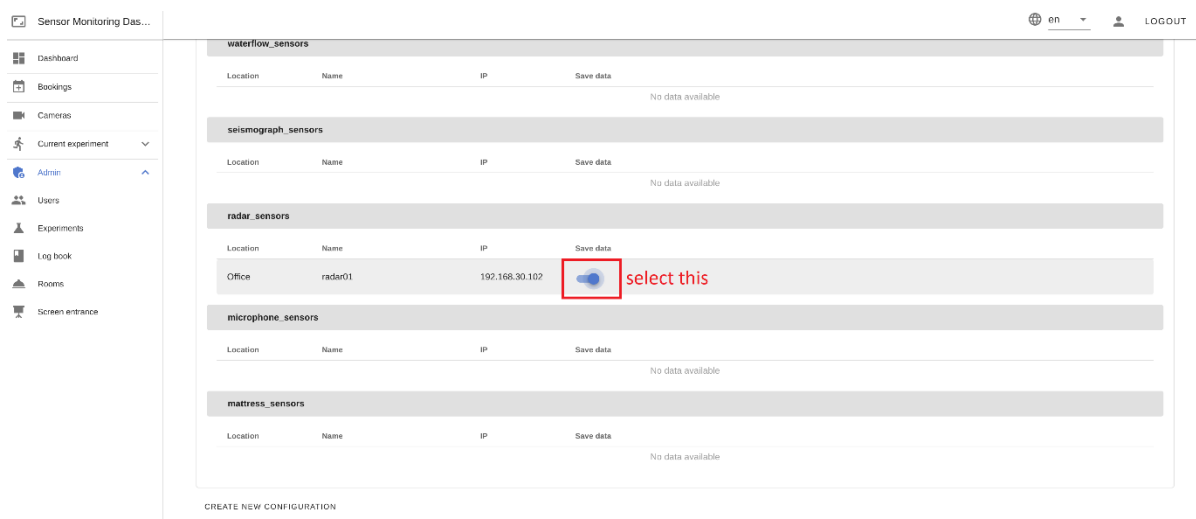 Sensor Monitoring Das...
en
LOGOUT
Dashboard
Bookings
Cameras
Current experiment
Admin
Users
Experiments
Log book
Rooms
Screen entrance
waterflow_sensors
Location Name IP Save data
No data available
seismograph_sensors
Location Name IP Save data
No data available
radar_sensors
Location Name IP Save data
Office radar01 192.168.30.102 select this
microphone_sensors
Location Name IP Save data
No data available
mattress_sensors
Location Name IP Save data
No data available
CREATE NEW CONFIGURATION